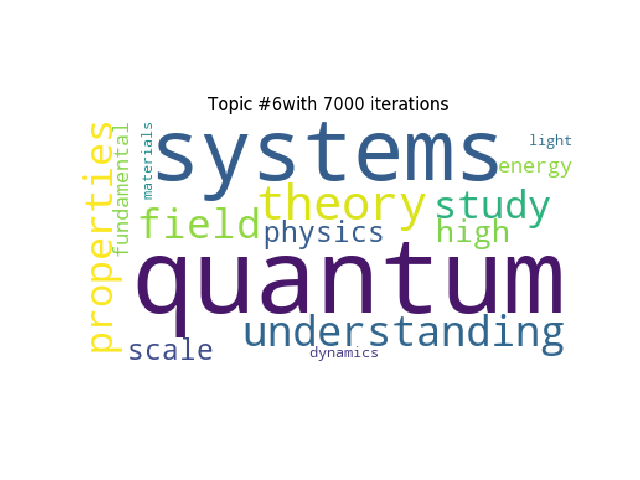 Topic #6with 7000 iterations
systems
light
energy
properties
fundamental
materials
theory
study
field
physics
high
quantum
understanding
scale
dynamics